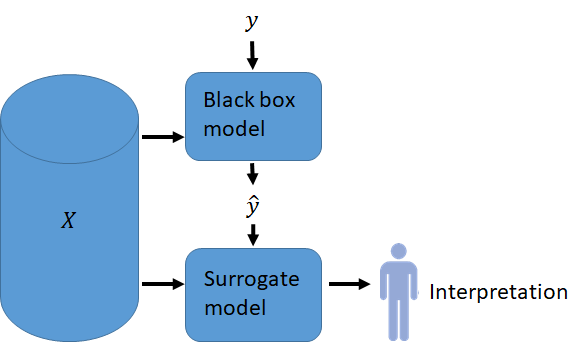 y
Black box
model
X
ŷ
Surrogate
model
Interpretation